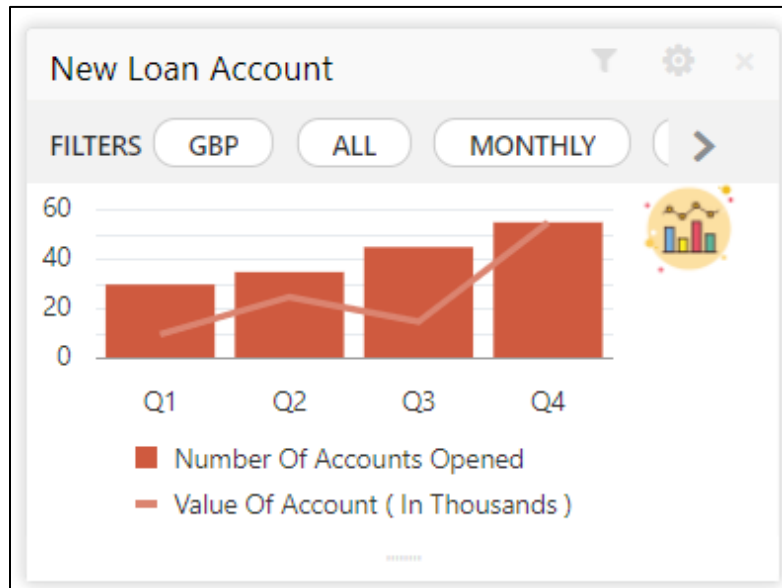 New Loan Account
FILTERS GBP ALL MONTHLY
60
40
20
0
Q1 Q2 Q3 Q4
Number Of Accounts Opened
Value Of Account ( In Thousands )